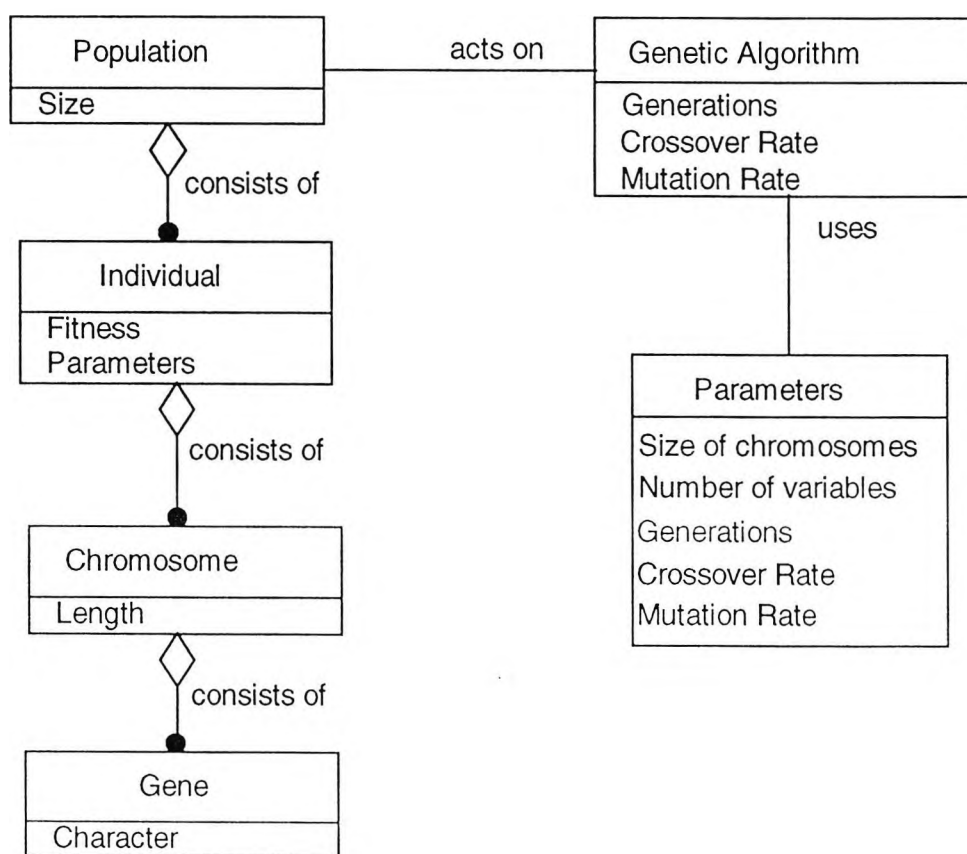 Population
Size
acts on
Genetic Algorithm
Generations
Crossover Rate
Mutation Rate
consists of
uses
Individual
Fitness
Parameters
consists of
Parameters
Size of chromosomes
Number of variables
Generations
Crossover Rate
Mutation Rate
Chromosome
Length
consists of
Gene
Character